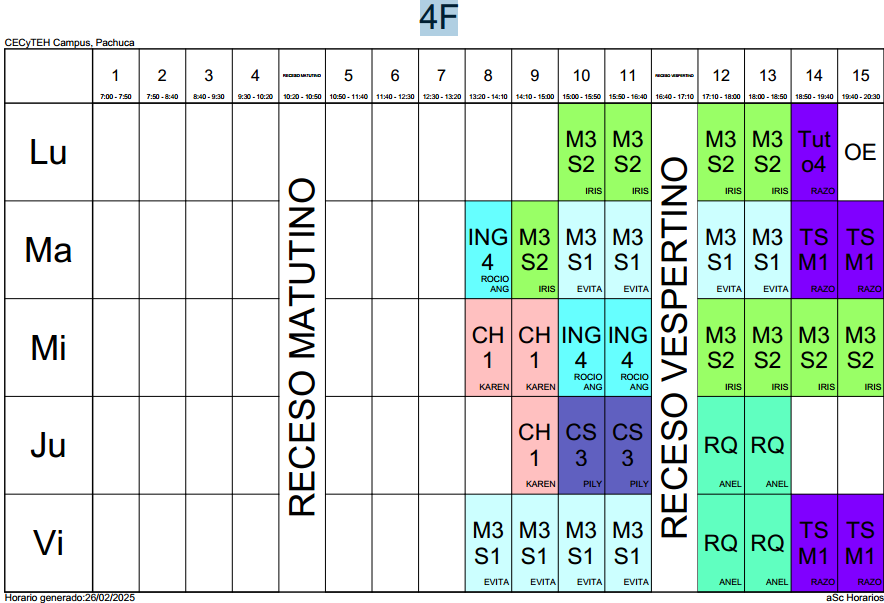 4F
CECyTEH Campus, Pachuca
1 2 3 4 RECESO MATUTINO 5 6 7 8 9 10 11 RECESO VESPERTINO 12 13 14 15
7:00 - 7:50 7:50 - 8:40 8:40 - 9:30 9:30 - 10:20 10:20 - 10:50 10:50 - 11:40 11:40 - 12:30 12:30 - 13:20 13:20 - 14:10 14:10 - 15:00 15:00 - 15:50 15:50 - 16:40 16:40 - 17:10 17:10 - 18:00 18:00 - 18:50 18:50 - 19:40 19:40 - 20:30
RECESO MATUTINO
RECESO VESPERTINO
Lu
M3 M3 M3 M3 Tut OE
S2 S2 S2 S2 o4
IRIS IRIS IRIS IRIS RAZO
Ma
ING M3 M3 M3 M3 M3 TS TS
4 S2 S1 S1 S1 S1 M1 M1
ROCIO
ANG IRIS EVITA EVITA EVITA EVITA RAZO RAZO
Mi
CH CH ING ING M3 M3 M3 M3
1 1 4 4 S2 S2 S2 S2
ROCIO ROCIO
KAREN KAREN ANG ANG IRIS IRIS IRIS IRIS
Ju
CH CS CS RQ RQ
1 3 3
KAREN PILY PILY ANEL ANEL
Vi
M3 M3 M3 M3 RQ RQ TS TS
S1 S1 S1 S1 M1 M1
EVITA EVITA EVITA EVITA ANEL ANEL RAZO RAZO
Horario generado:26/02/2025 aSc Horarios